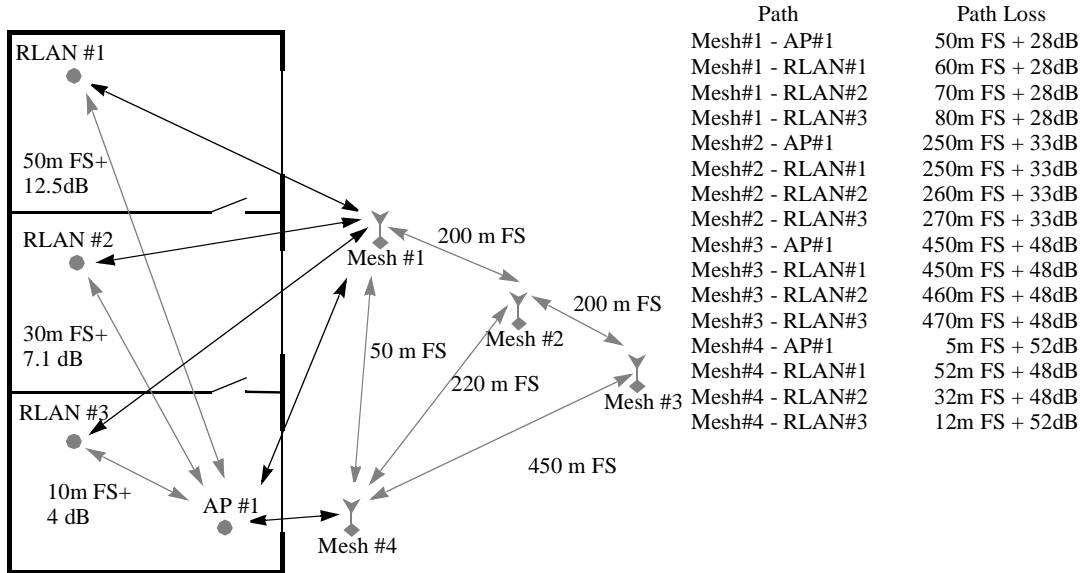 RLAN #1
50m FS+
12.5dB
RLAN #2
30m FS+
7.1 dB
RLAN #3
10m FS+
4 dB
AP #1
Mesh #1
200 m FS
Mesh #2
200 m FS
Mesh #3
50 m FS
220 m FS
450 m FS
Mesh #4
Path Path Loss
Mesh#1 - AP#1 50m FS + 28dB
Mesh#1 - RLAN#1 60m FS + 28dB
Mesh#1 - RLAN#2 70m FS + 28dB
Mesh#1 - RLAN#3 80m FS + 28dB
Mesh#2 - AP#1 250m FS + 33dB
Mesh#2 - RLAN#1 250m FS + 33dB
Mesh#2 - RLAN#2 260m FS + 33dB
Mesh#2 - RLAN#3 270m FS + 33dB
Mesh#3 - AP#1 450m FS + 48dB
Mesh#3 - RLAN#1 450m FS + 48dB
Mesh#3 - RLAN#2 460m FS + 48dB
Mesh#3 - RLAN#3 470m FS + 48dB
Mesh#4 - AP#1 5m FS + 52dB
Mesh#4 - RLAN#1 52m FS + 48dB
Mesh#4 - RLAN#2 32m FS + 48dB
Mesh#4 - RLAN#3 12m FS + 52dB